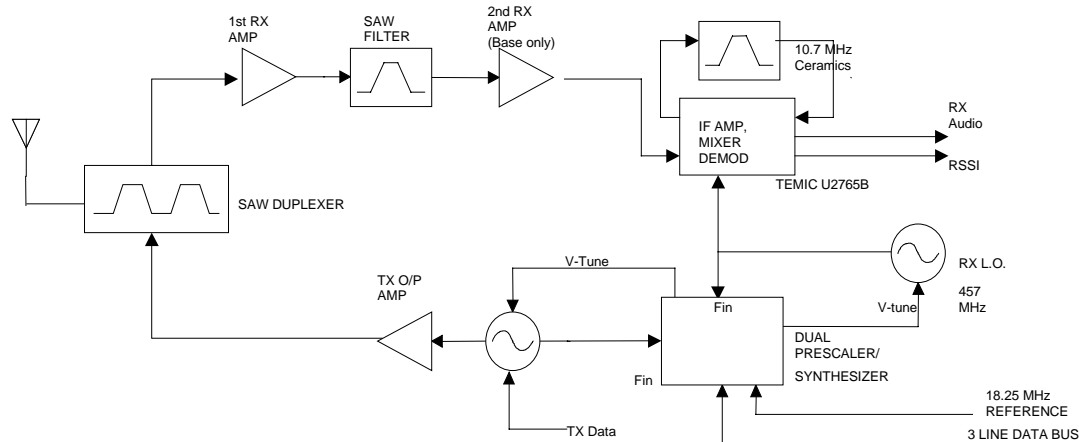 1st RX
AMP
SAW
FILTER
2nd RX
AMP
(Base only)
10.7 MHz
Ceramics
IF AMP,
MIXER
DEMOD
RX
Audio
RSSI
TEMIC U2765B
SAW DUPLEXER
TX O/P
AMP
V-Tune
RX L.O.
457
MHz
V-tune
Fin
DUAL
PRESCALER/
SYNTHESIZER
Fin
TX Data
18.25 MHz
REFERENCE
3 LINE DATA BUS